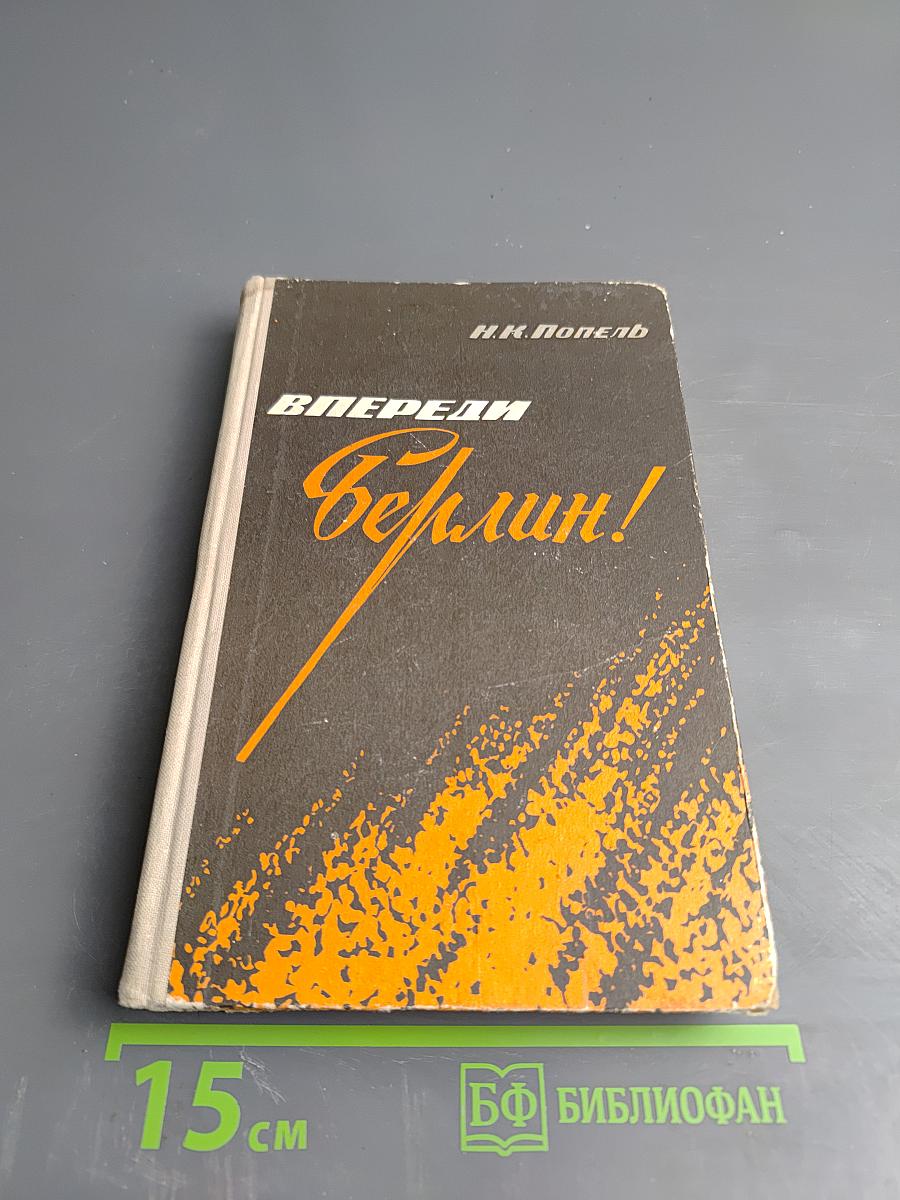 Н.К.Попель
ВПЕРЕДИ
Берлин!
15 см
БФ БИБЛИОФАН